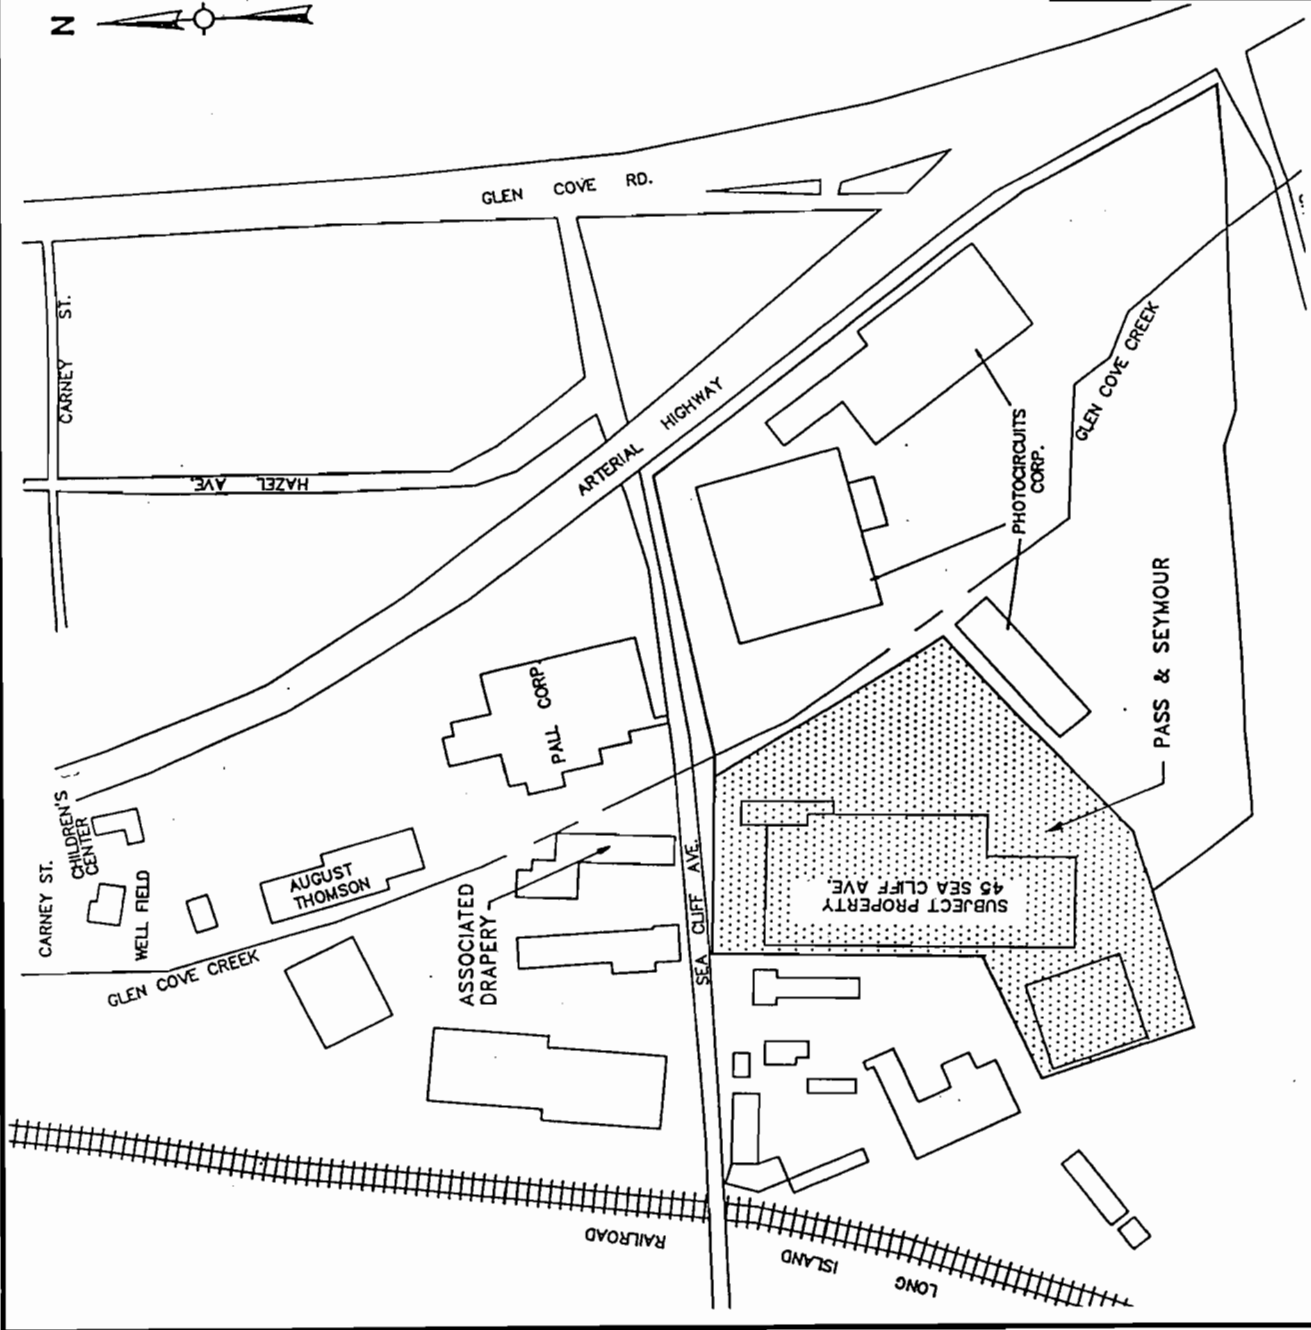 N
GLEN COVE RD.
CARNEY ST.
HAZEL AVE.
ARTERIAL HIGHWAY
GLEN COVE CREEK
PHOTOCIRCUITS
CORP.
PASS & SEYMOUR
PALL CORP.
CHILDREN'S
CENTER
CARNEY ST.
WELL FIELD
AUGUST
THOMSON
GLEN COVE CREEK
ASSOCIATED
DRAPERY
SEA CLIFF AVE.
SUBJECT PROPERTY
45 SEA CLIFF AVE.
LONG ISLAND RAILROAD